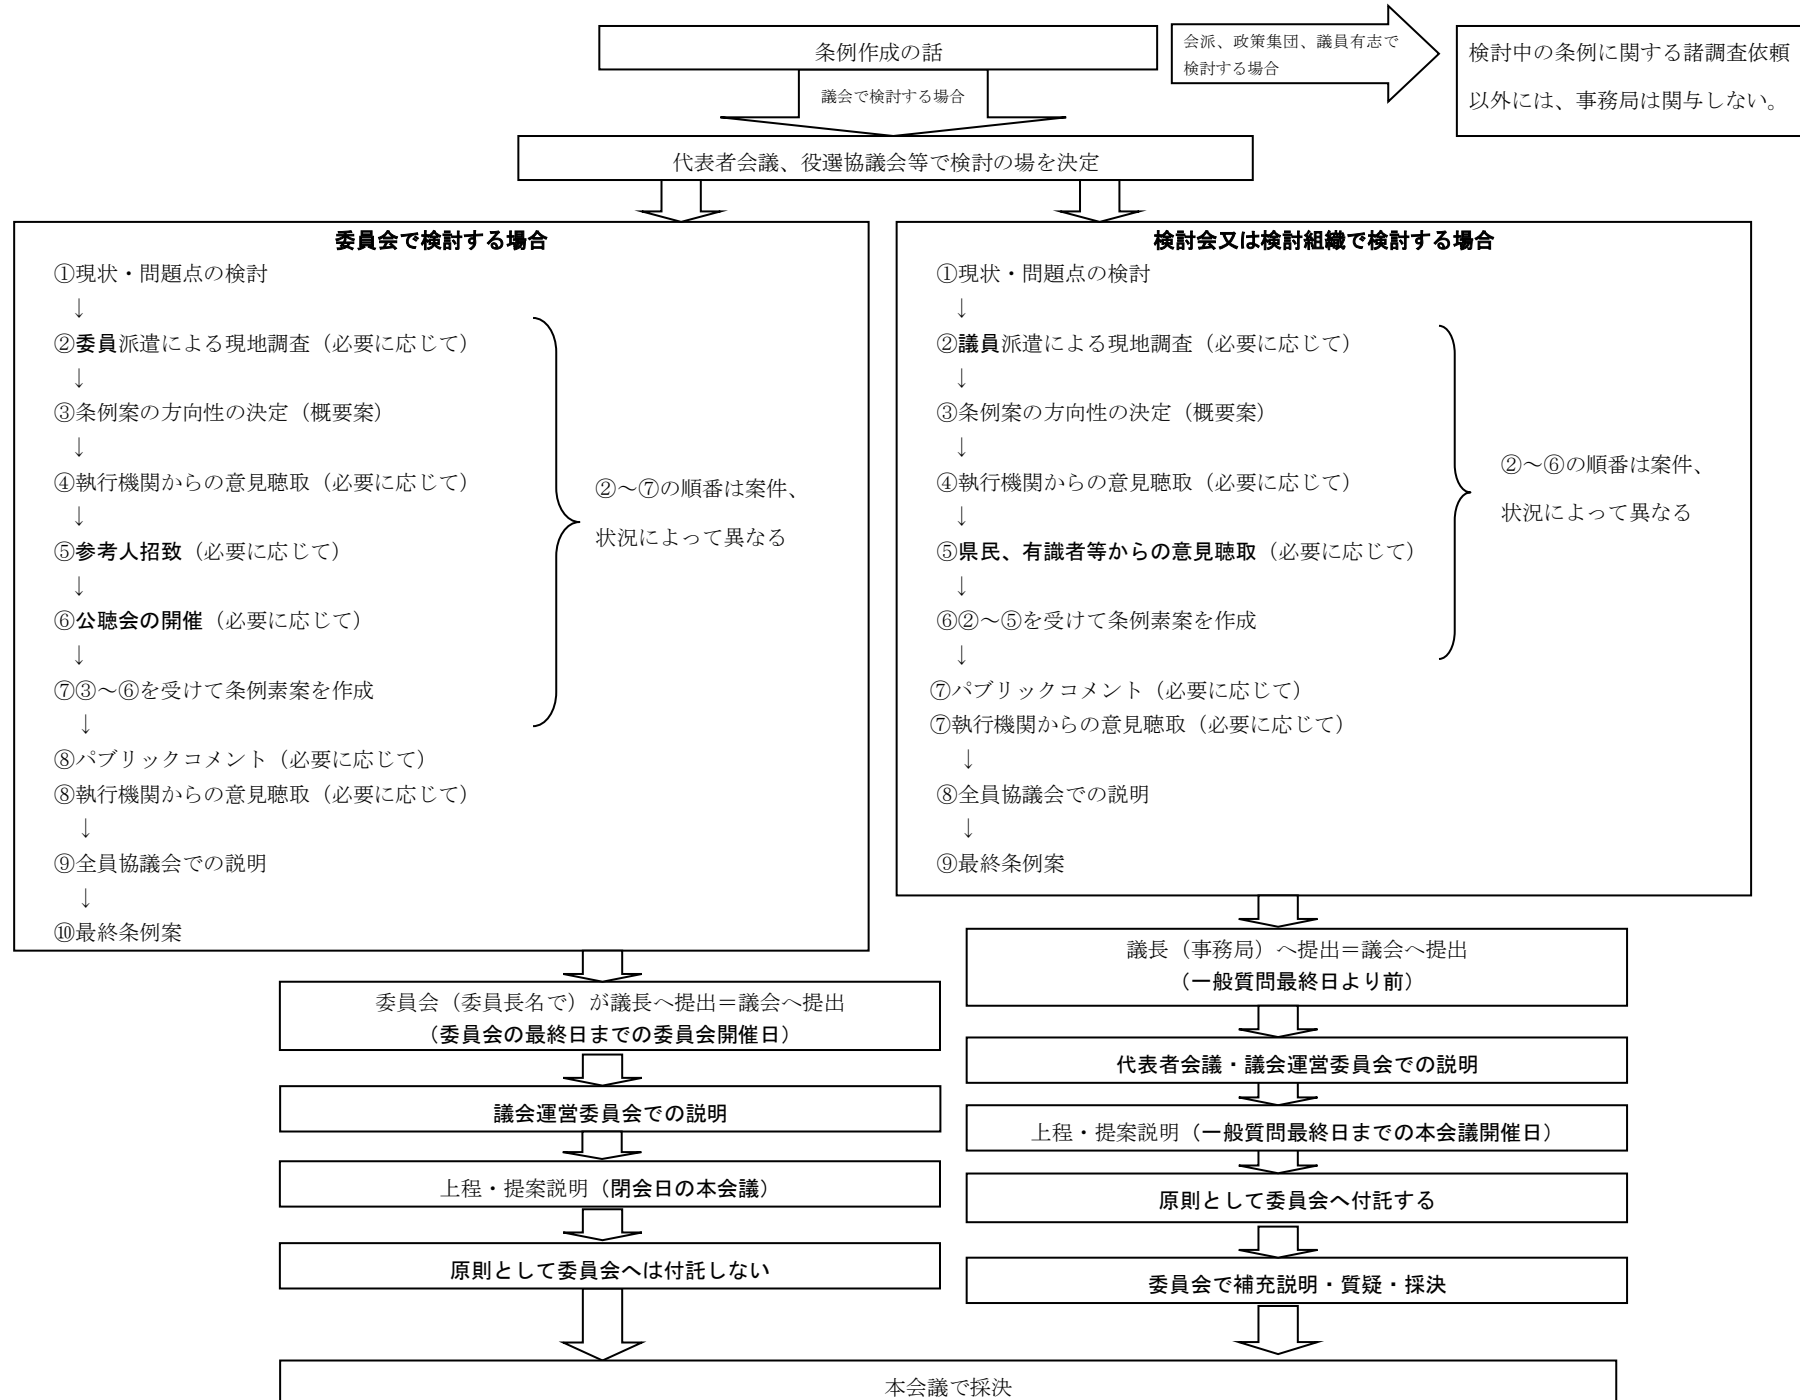 条例作成の話
会派、政策集団、議員有志で
検討する場合
検討中の条例に関する諸調査依頼
以外には、事務局は関与しない。
議会で検討する場合
代表者会議、役選協議会等で検討の場を決定
委員会で検討する場合
①現状・問題点の検討
↓
②委員派遣による現地調査（必要に応じて）
↓
③条例案の方向性の決定（概要案）
↓
④執行機関からの意見聴取（必要に応じて）
↓
⑤参考人招致（必要に応じて）
↓
⑥公聴会の開催（必要に応じて）
↓
⑦③～⑥を受けて条例素案を作成
↓
⑧パブリックコメント（必要に応じて）
⑧執行機関からの意見聴取（必要に応じて）
↓
⑨全員協議会での説明
↓
⑩最終条例案
②～⑦の順番は案件、
状況によって異なる
検討会又は検討組織で検討する場合
①現状・問題点の検討
↓
②議員派遣による現地調査（必要に応じて）
↓
③条例案の方向性の決定（概要案）
↓
④執行機関からの意見聴取（必要に応じて）
↓
⑤県民、有識者等からの意見聴取（必要に応じて）
↓
⑥②～⑤を受けて条例素案を作成
↓
⑦パブリックコメント（必要に応じて）
⑦執行機関からの意見聴取（必要に応じて）
↓
⑧全員協議会での説明
↓
⑨最終条例案
②～⑥の順番は案件、
状況によって異なる
委員会（委員長名で）が議長へ提出＝議会へ提出
（委員会の最終日までの委員会開催日）
議会運営委員会での説明
上程・提案説明（閉会日の本会議）
原則として委員会へは付託しない
議長（事務局）へ提出＝議会へ提出
（一般質問最終日より前）
代表者会議・議会運営委員会での説明
上程・提案説明（一般質問最終日までの本会議開催日）
原則として委員会へ付託する
委員会で補充説明・質疑・採決
本会議で採決